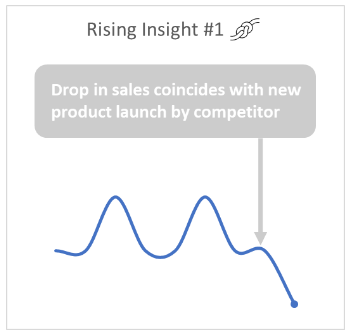 Rising Insight #1
Drop in sales coincides with new
product launch by competitor